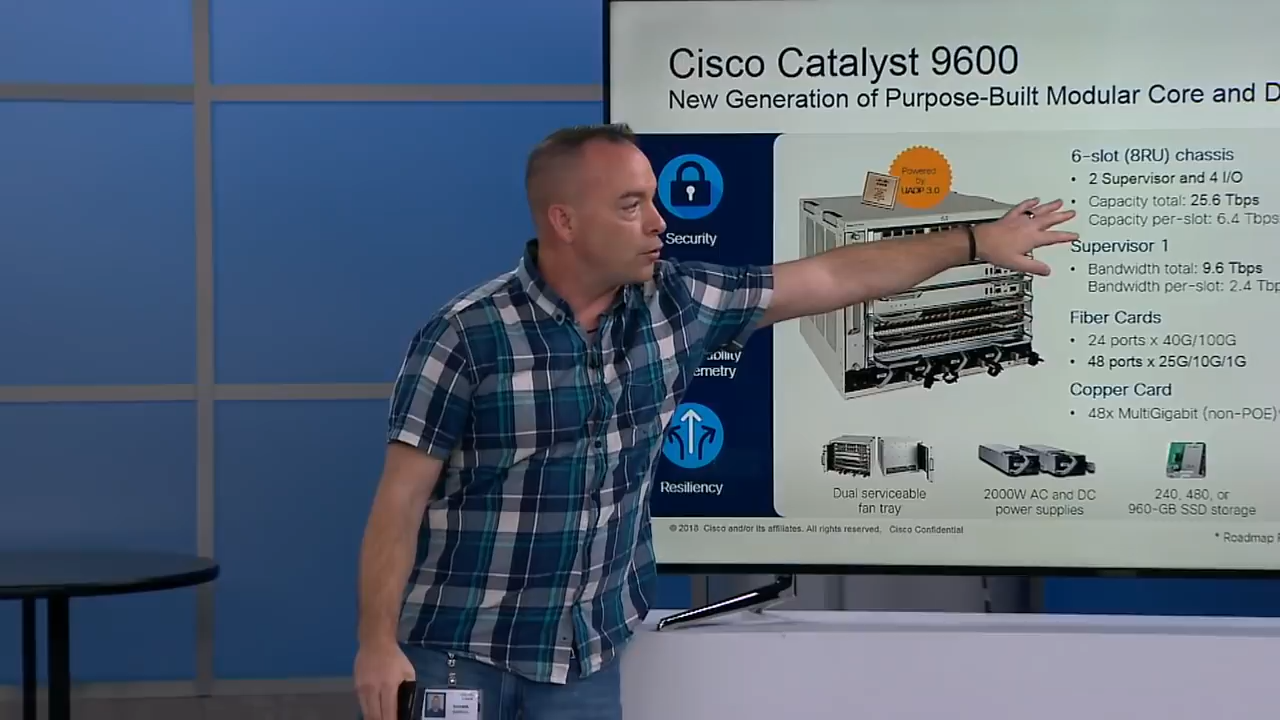 Cisco Catalyst 9600
New Generation of Purpose-Built Modular Core and D
Powered
by
UADP 3.0
6-slot (8RU) chassis
• 2 Supervisor and 4 I/O
• Capacity total: 25.6 Tbps
Capacity per-slot: 6.4 Tbps
Security
Supervisor 1
• Bandwidth total: 9.6 Tbps
Bandwidth per-slot: 2.4 Tbp
Fiber Cards
• 24 ports x 40G/100G
• 48 ports x 25G/10G/1G
bility
emetry
Copper Card
• 48x MultiGigabit (non-POE)*
Resiliency
Dual serviceable
fan tray
2000W AC and DC
power supplies
240, 480, or
960-GB SSD storage
© 2018 Cisco and/or its affiliates. All rights reserved. Cisco Confidential
* Roadmap